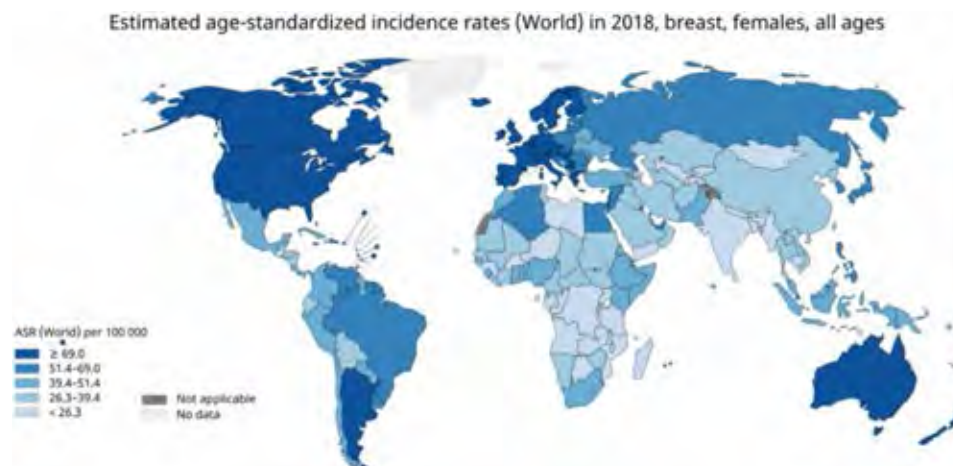 Estimated age-standardized incidence rates (World) in 2018, breast, females, all ages
ASR (World) per 100 000
≥ 69.0
51.4–69.0
39.4–51.4
26.3–39.4
< 26.3
Not applicable
No data